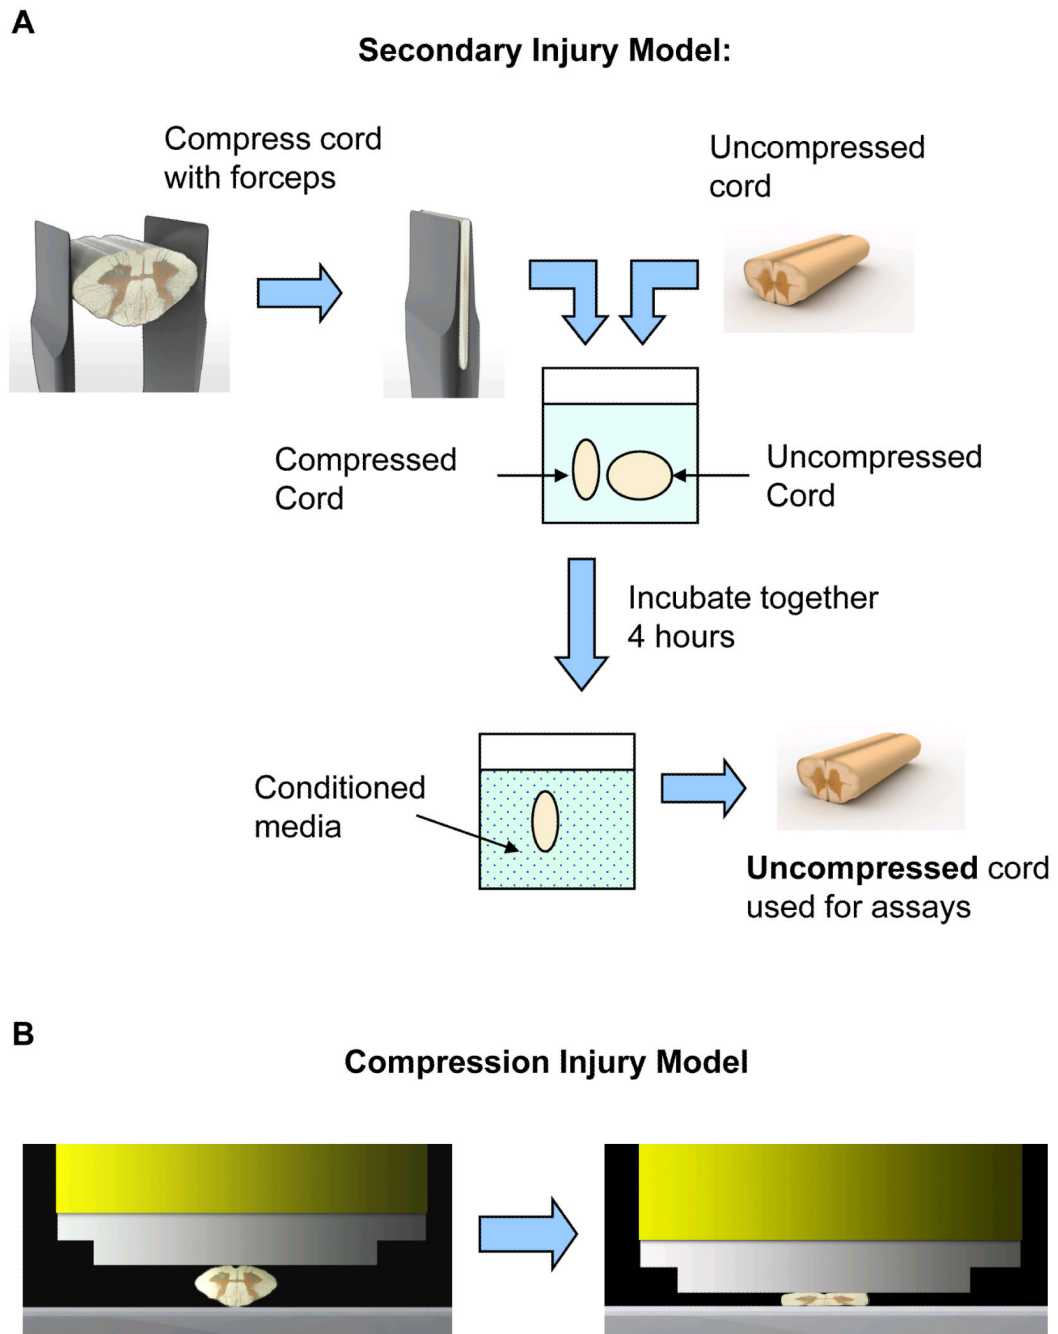 A
Secondary Injury Model:
Compress cord
with forceps
Uncompressed
cord
Compressed
Cord
Uncompressed
Cord
Incubate together
4 hours
Conditioned
media
Uncompressed cord
used for assays
B
Compression Injury Model